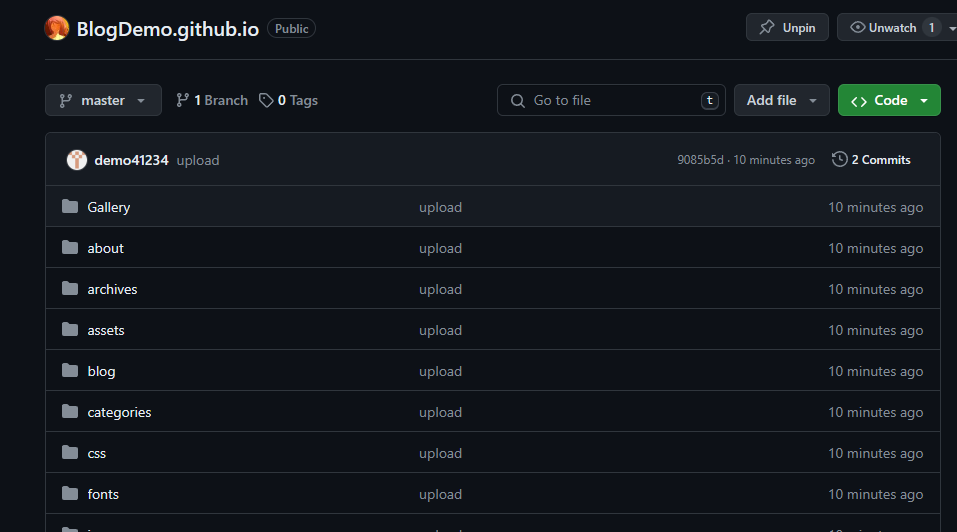 BlogDemo.github.io Public Unpin Unwatch 1
master 1 Branch 0 Tags Go to file t Add file Code
demo41234 upload 9085b5d · 10 minutes ago 2 Commits
Gallery upload 10 minutes ago
about upload 10 minutes ago
archives upload 10 minutes ago
assets upload 10 minutes ago
blog upload 10 minutes ago
categories upload 10 minutes ago
css upload 10 minutes ago
fonts upload 10 minutes ago